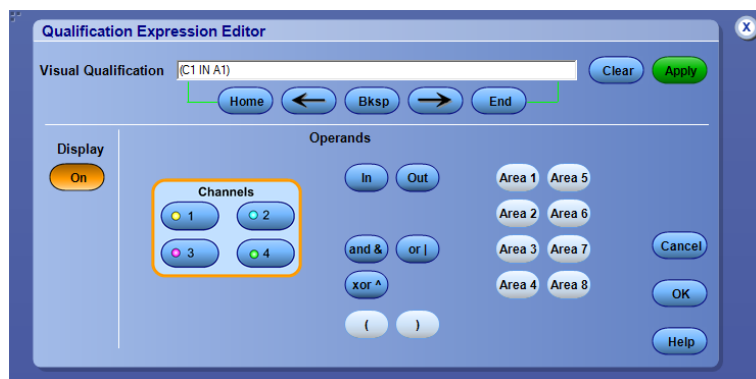 Qualification Expression Editor
X
Visual Qualification (C1 IN A1) Clear Apply
Home Bksp End
Display
On
Operands
Channels
1 2
3 4
In Out
and & or |
xor ^
( )
Area 1 Area 5
Area 2 Area 6
Area 3 Area 7
Area 4 Area 8
Cancel
OK
Help